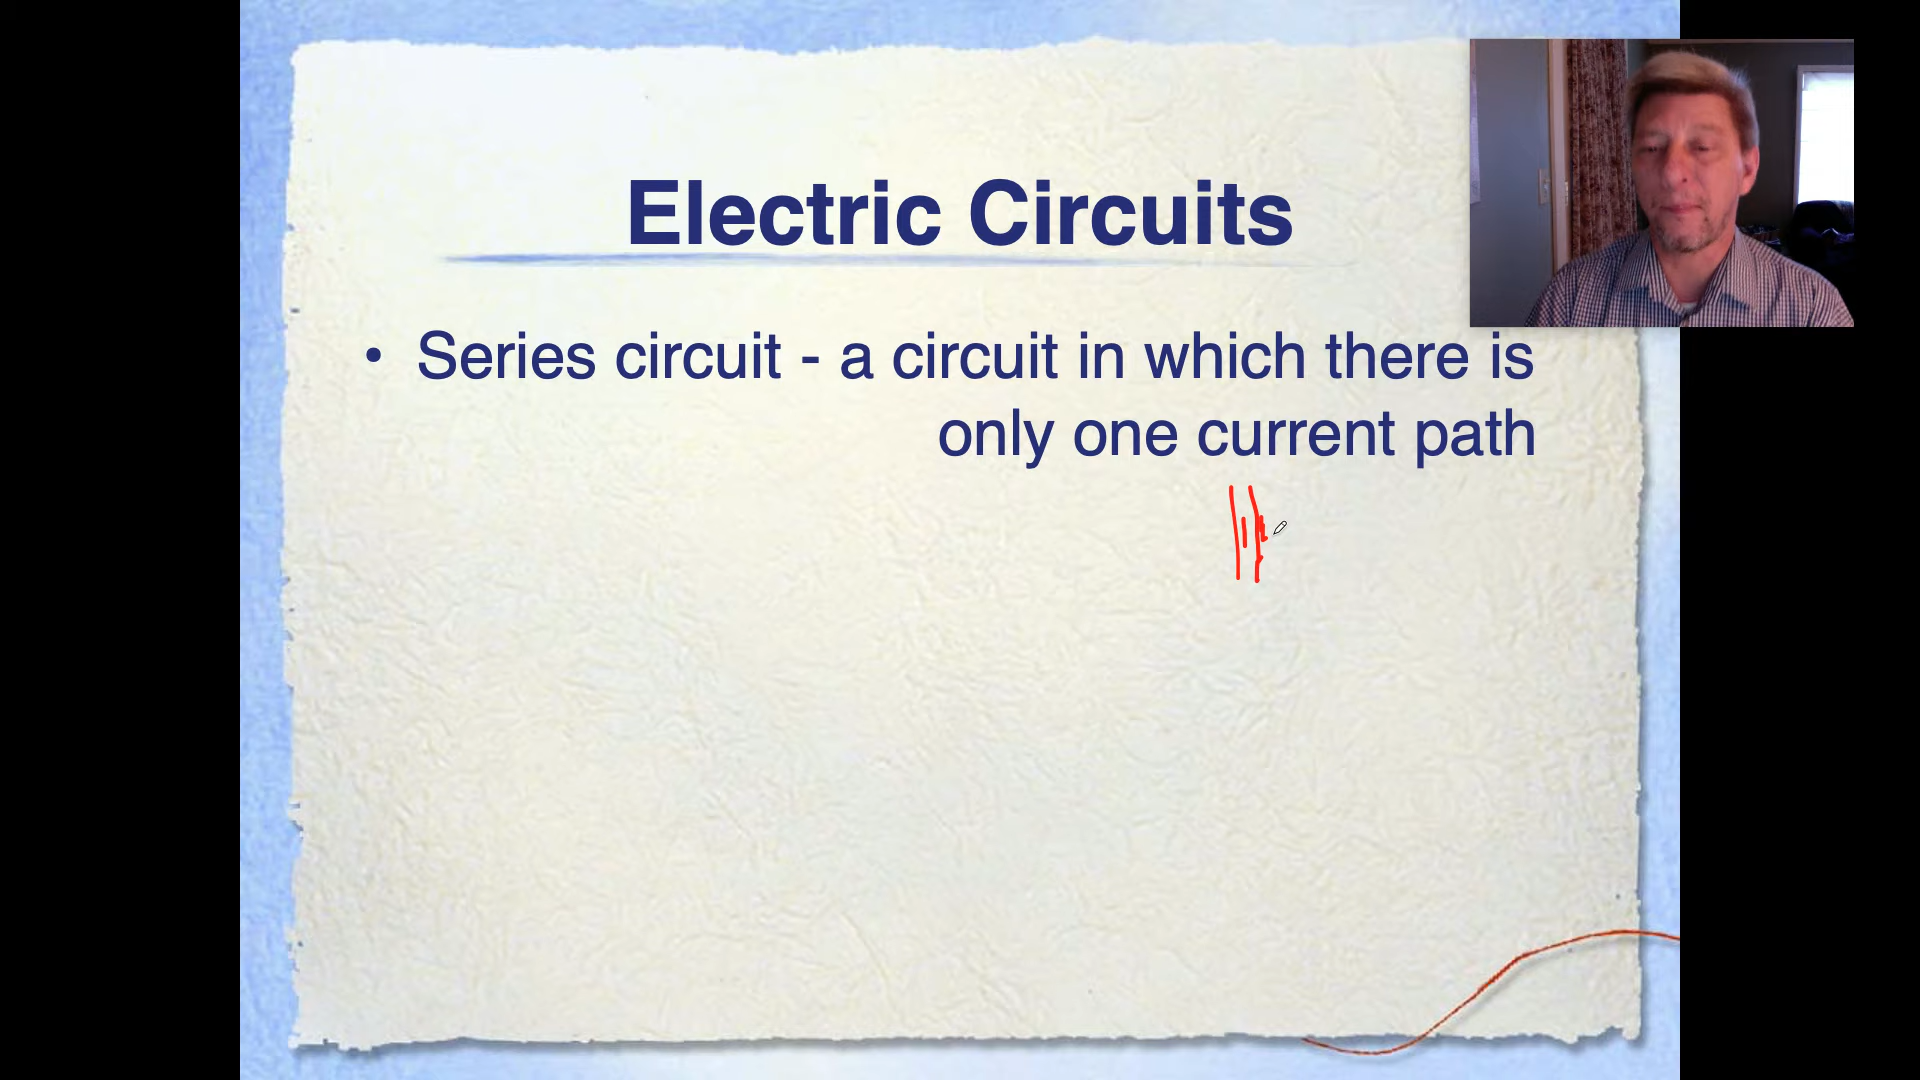 Electric Circuits
• Series circuit - a circuit in which there is
only one current path